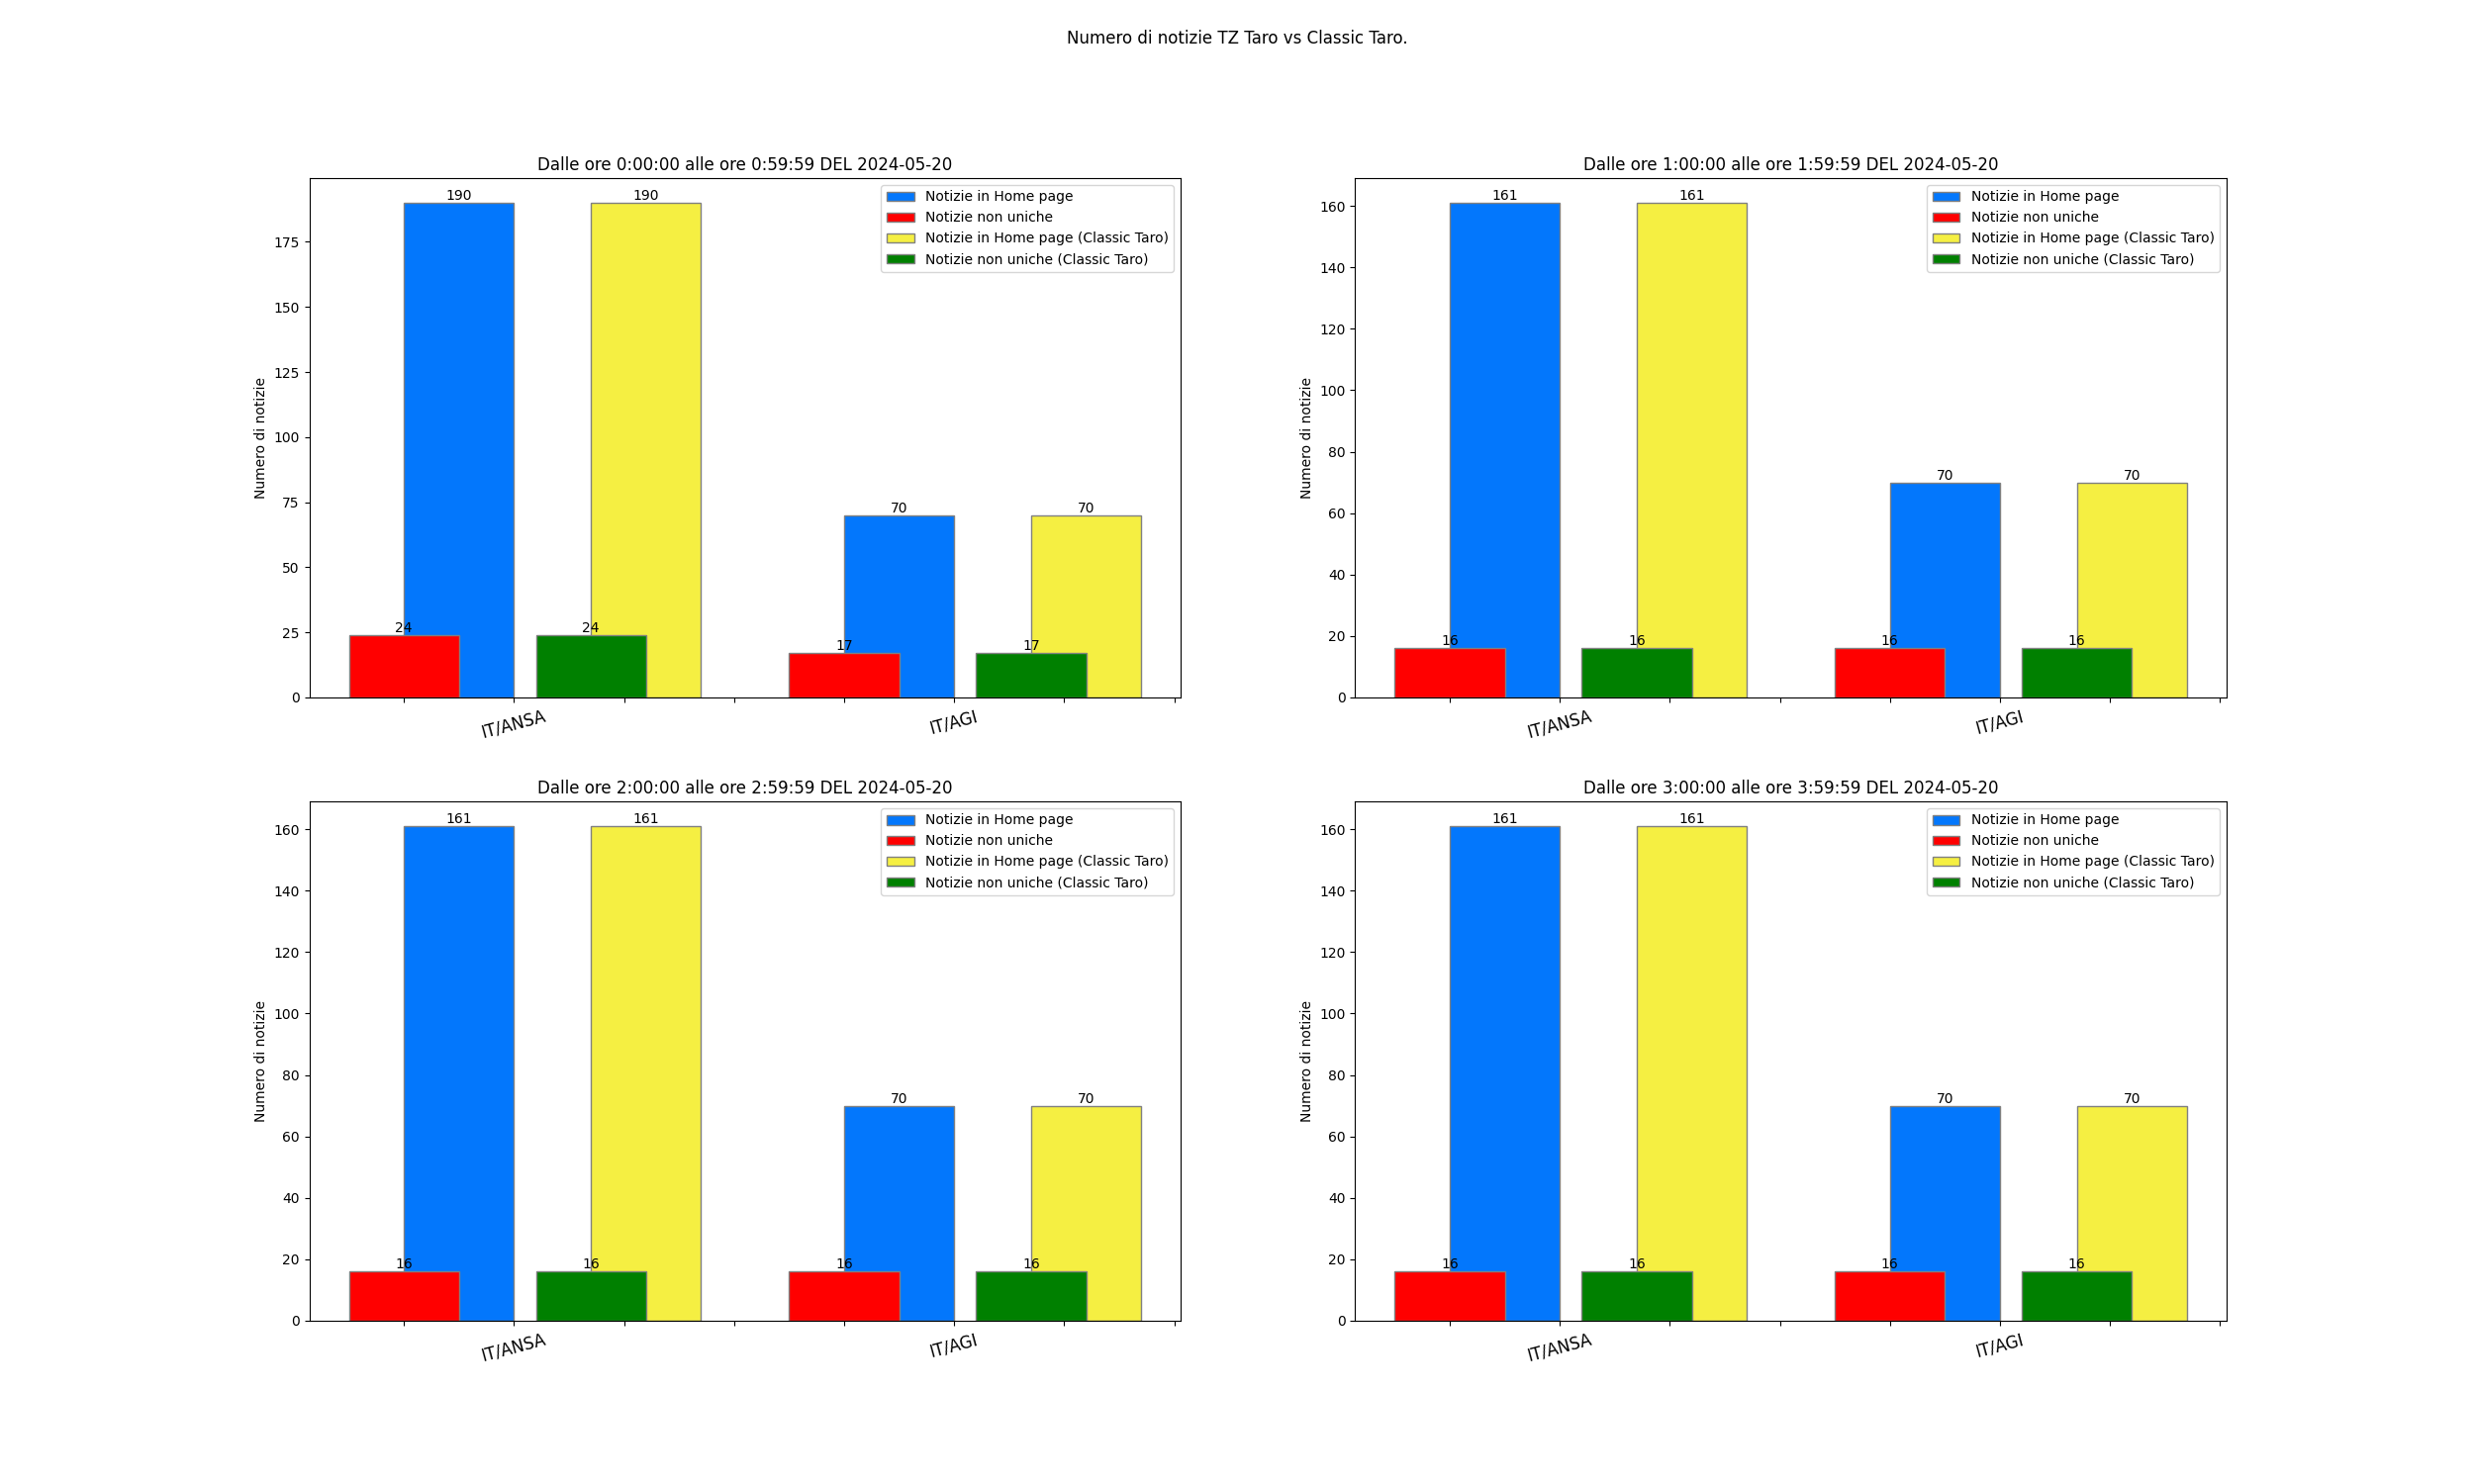 Numero di notizie TZ Taro vs Classic Taro.
Dalle ore 0:00:00 alle ore 0:59:59 DEL 2024-05-20
Numero di notizie
175
150
125
100
75
50
25
0
190
190
24
24
70
70
17
17
Notizie in Home page
Notizie non uniche
Notizie in Home page (Classic Taro)
Notizie non uniche (Classic Taro)
IT/ANSA
IT/AGI
Dalle ore 1:00:00 alle ore 1:59:59 DEL 2024-05-20
Numero di notizie
160
140
120
100
80
60
40
20
0
161
161
16
16
70
70
16
16
Notizie in Home page
Notizie non uniche
Notizie in Home page (Classic Taro)
Notizie non uniche (Classic Taro)
IT/ANSA
IT/AGI
Dalle ore 2:00:00 alle ore 2:59:59 DEL 2024-05-20
Numero di notizie
160
140
120
100
80
60
40
20
0
161
161
16
16
70
70
16
16
Notizie in Home page
Notizie non uniche
Notizie in Home page (Classic Taro)
Notizie non uniche (Classic Taro)
IT/ANSA
IT/AGI
Dalle ore 3:00:00 alle ore 3:59:59 DEL 2024-05-20
Numero di notizie
160
140
120
100
80
60
40
20
0
161
161
16
16
70
70
16
16
Notizie in Home page
Notizie non uniche
Notizie in Home page (Classic Taro)
Notizie non uniche (Classic Taro)
IT/ANSA
IT/AGI